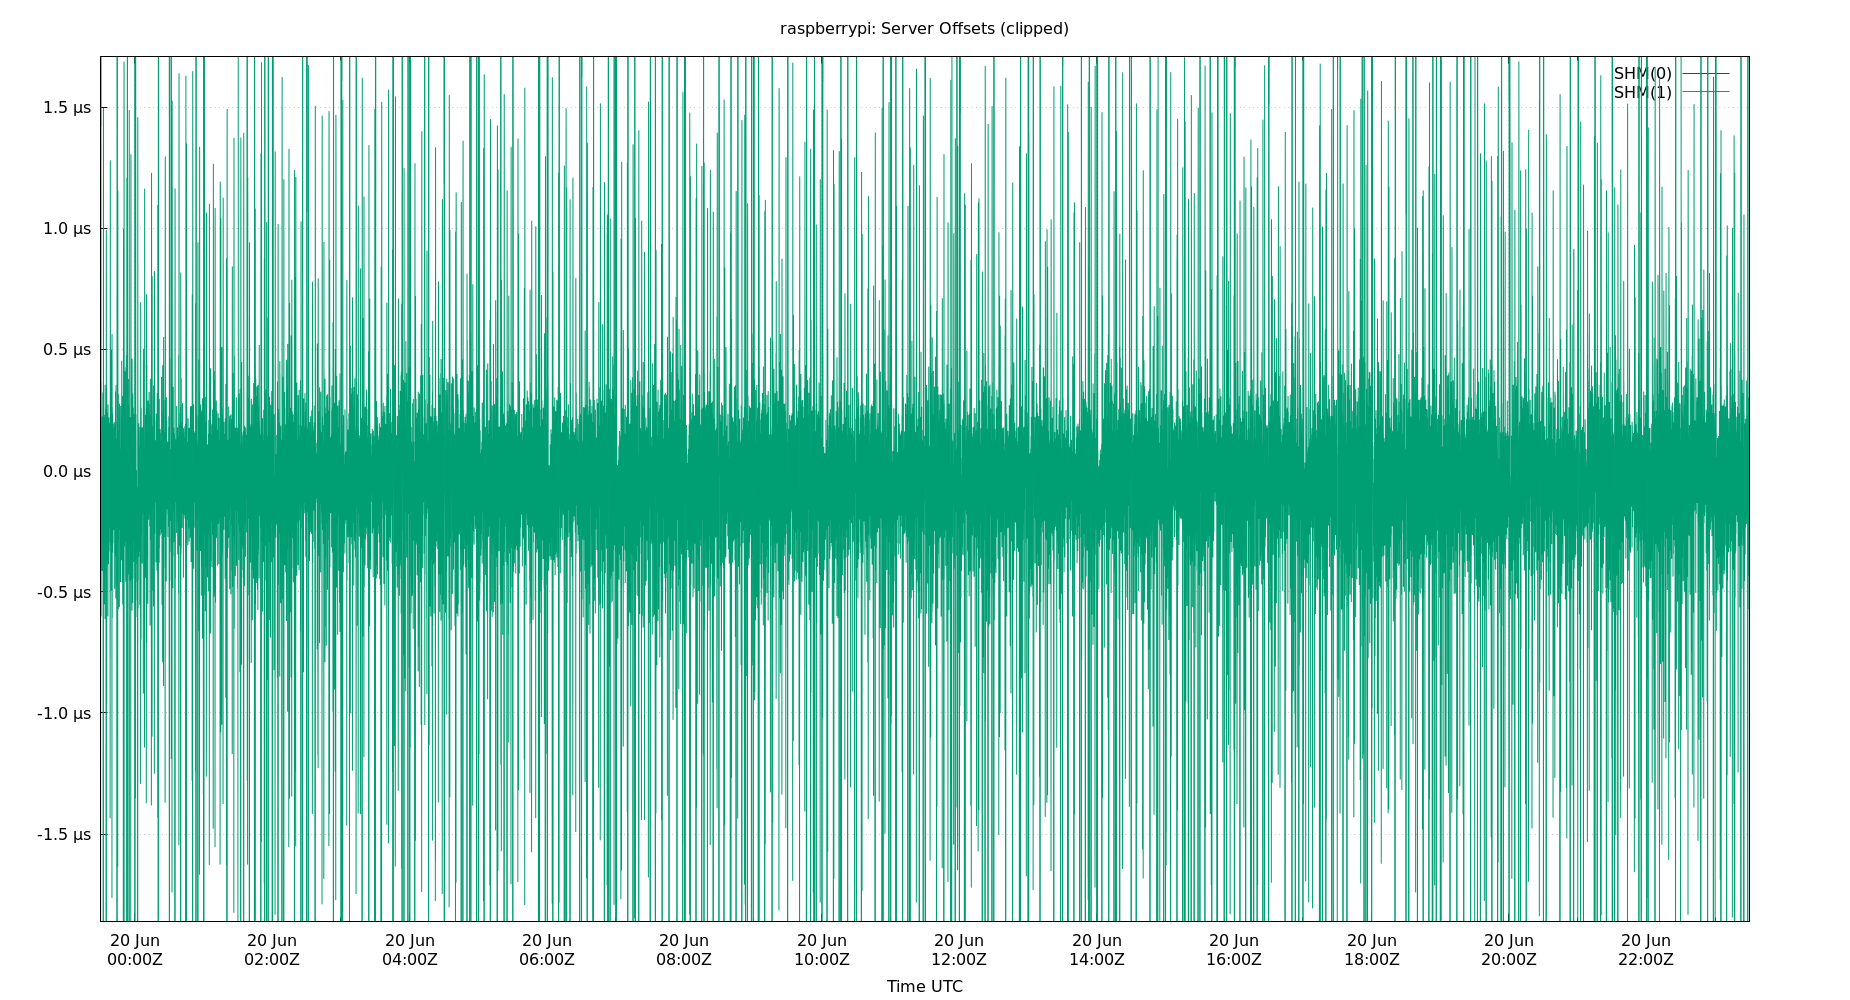 raspberrypi: Server Offsets (clipped)
SHM(0)
SHM(1)
1.5 µs
1.0 µs
0.5 µs
0.0 µs
-0.5 µs
-1.0 µs
-1.5 µs
20 Jun 20 Jun 20 Jun 20 Jun 20 Jun 20 Jun 20 Jun 20 Jun 20 Jun 20 Jun 20 Jun 20 Jun
00:00Z 02:00Z 04:00Z 06:00Z 08:00Z 10:00Z 12:00Z 14:00Z 16:00Z 18:00Z 20:00Z 22:00Z
Time UTC